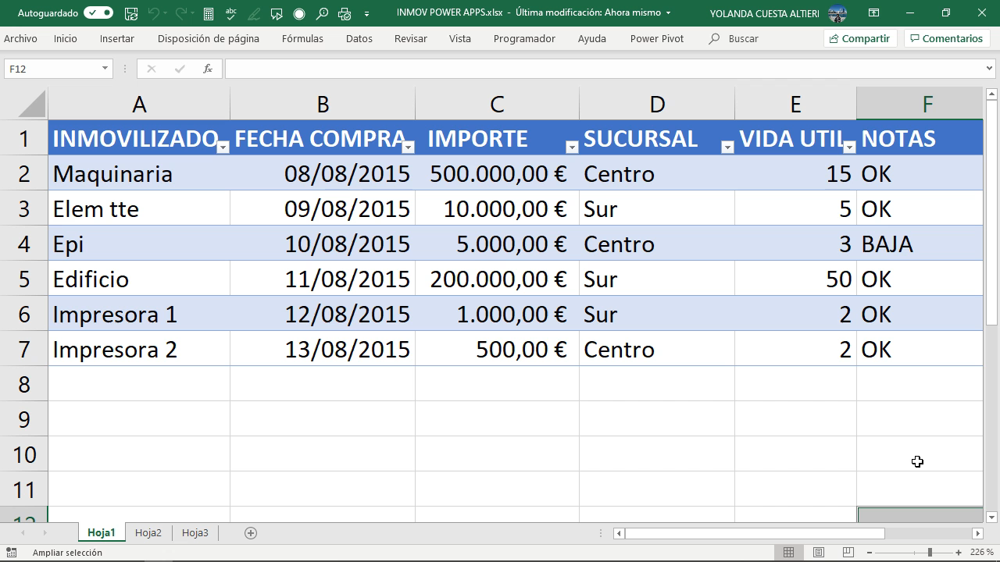 Autoguardado INMOV POWER APPS.xlsx - Última modificación: Ahora mismo YOLANDA CUESTA ALTIERI
Archivo Inicio Insertar Disposición de página Fórmulas Datos Revisar Vista Programador Ayuda Power Pivot Buscar Compartir Comentarios
F12 fx
A B C D E F
1 INMOVILIZADO FECHA COMPRA IMPORTE SUCURSAL VIDA UTIL NOTAS
2 Maquinaria 08/08/2015 500.000,00 € Centro 15 OK
3 Elem tte 09/08/2015 10.000,00 € Sur 5 OK
4 Epi 10/08/2015 5.000,00 € Centro 3 BAJA
5 Edificio 11/08/2015 200.000,00 € Sur 50 OK
6 Impresora 1 12/08/2015 1.000,00 € Sur 2 OK
7 Impresora 2 13/08/2015 500,00 € Centro 2 OK
8
9
10
11
12
Hoja1 Hoja2 Hoja3
Ampliar selección 226 %